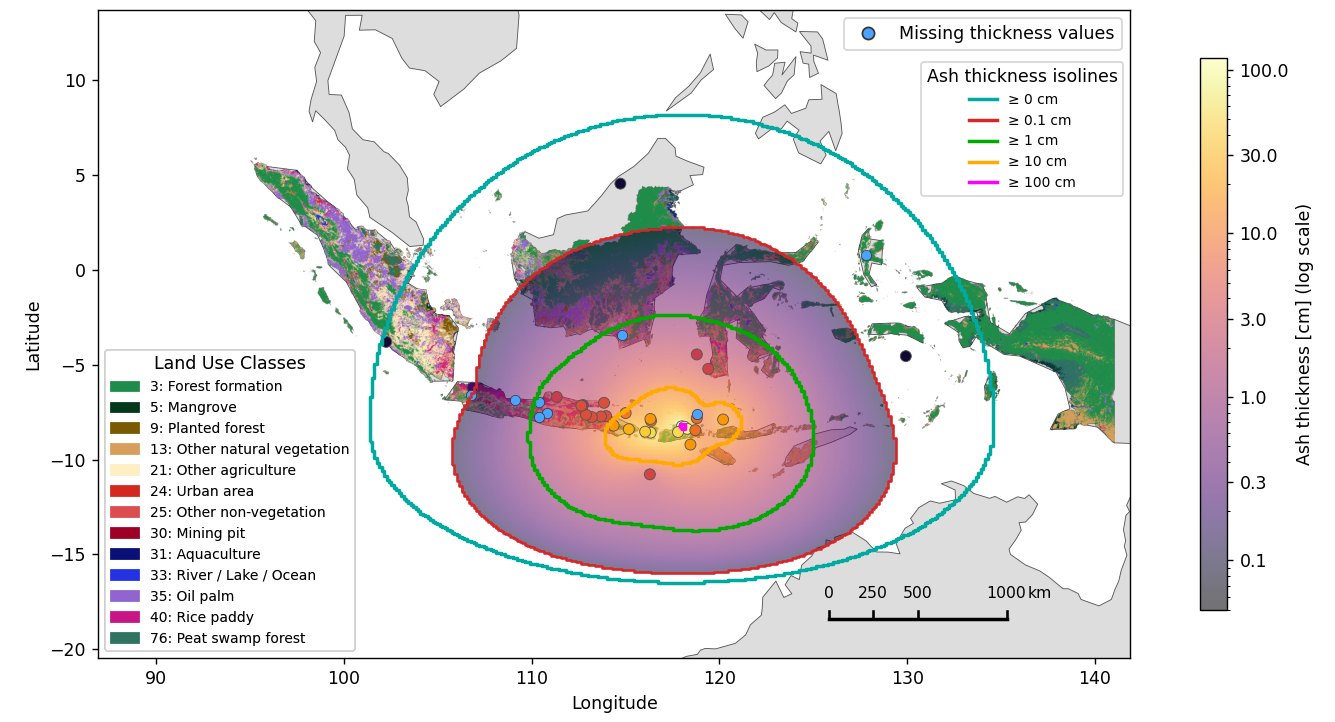 Missing thickness values
Ash thickness isolines
≥ 0 cm
≥ 0.1 cm
≥ 1 cm
≥ 10 cm
≥ 100 cm
Land Use Classes
3: Forest formation
5: Mangrove
9: Planted forest
13: Other natural vegetation
21: Other agriculture
24: Urban area
25: Other non-vegetation
30: Mining pit
31: Aquaculture
33: River / Lake / Ocean
35: Oil palm
40: Rice paddy
76: Peat swamp forest
0 250 500 1000 km
10
5
0
−5
−10
−15
−20
Latitude
90 100 110 120 130 140
Longitude
100.0
30.0
10.0
3.0
1.0
0.3
0.1
Ash thickness [cm] (log scale)